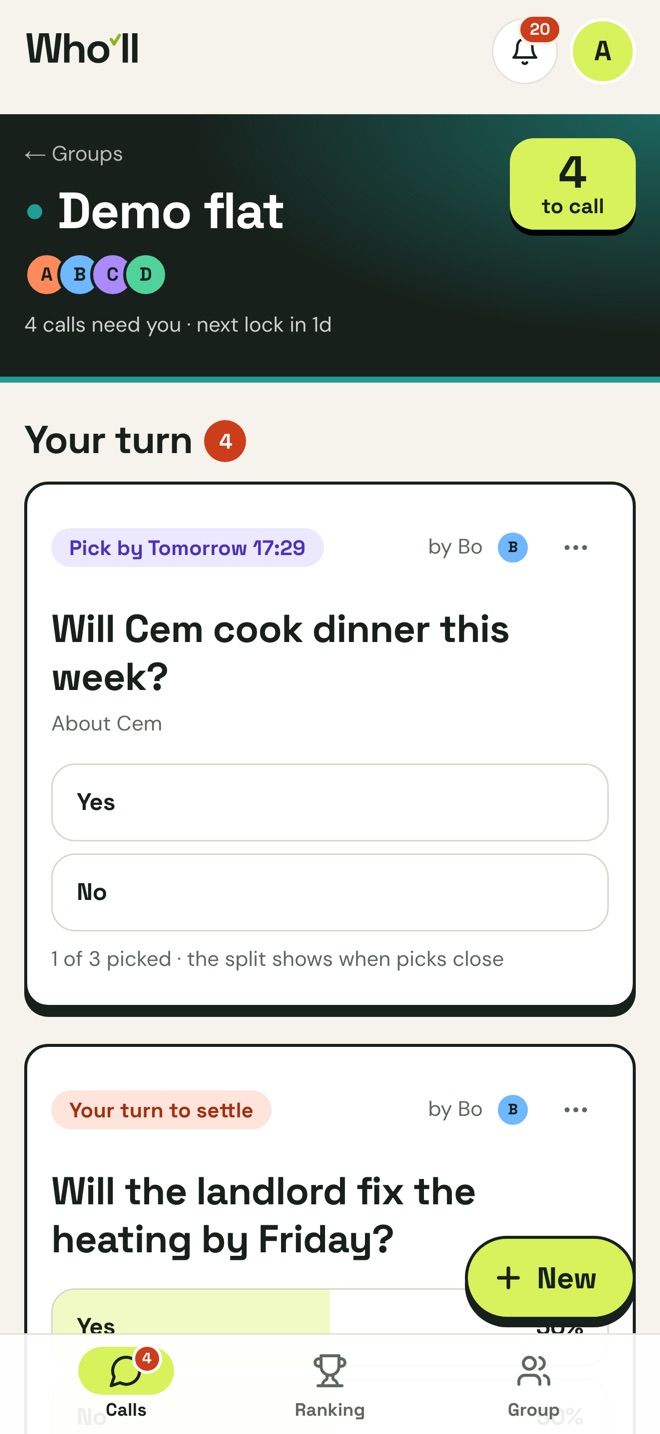 Who'll
20
A
← Groups
Demo flat
4
to call
A B C D
4 calls need you · next lock in 1d
Your turn 4
Pick by Tomorrow 17:29
by Bo B
Will Cem cook dinner this
week?
About Cem
Yes
No
1 of 3 picked · the split shows when picks close
Your turn to settle
by Bo B
Will the landlord fix the
heating by Friday?
+ New
Yes 50%
No 50%
4
Calls
Ranking
Group